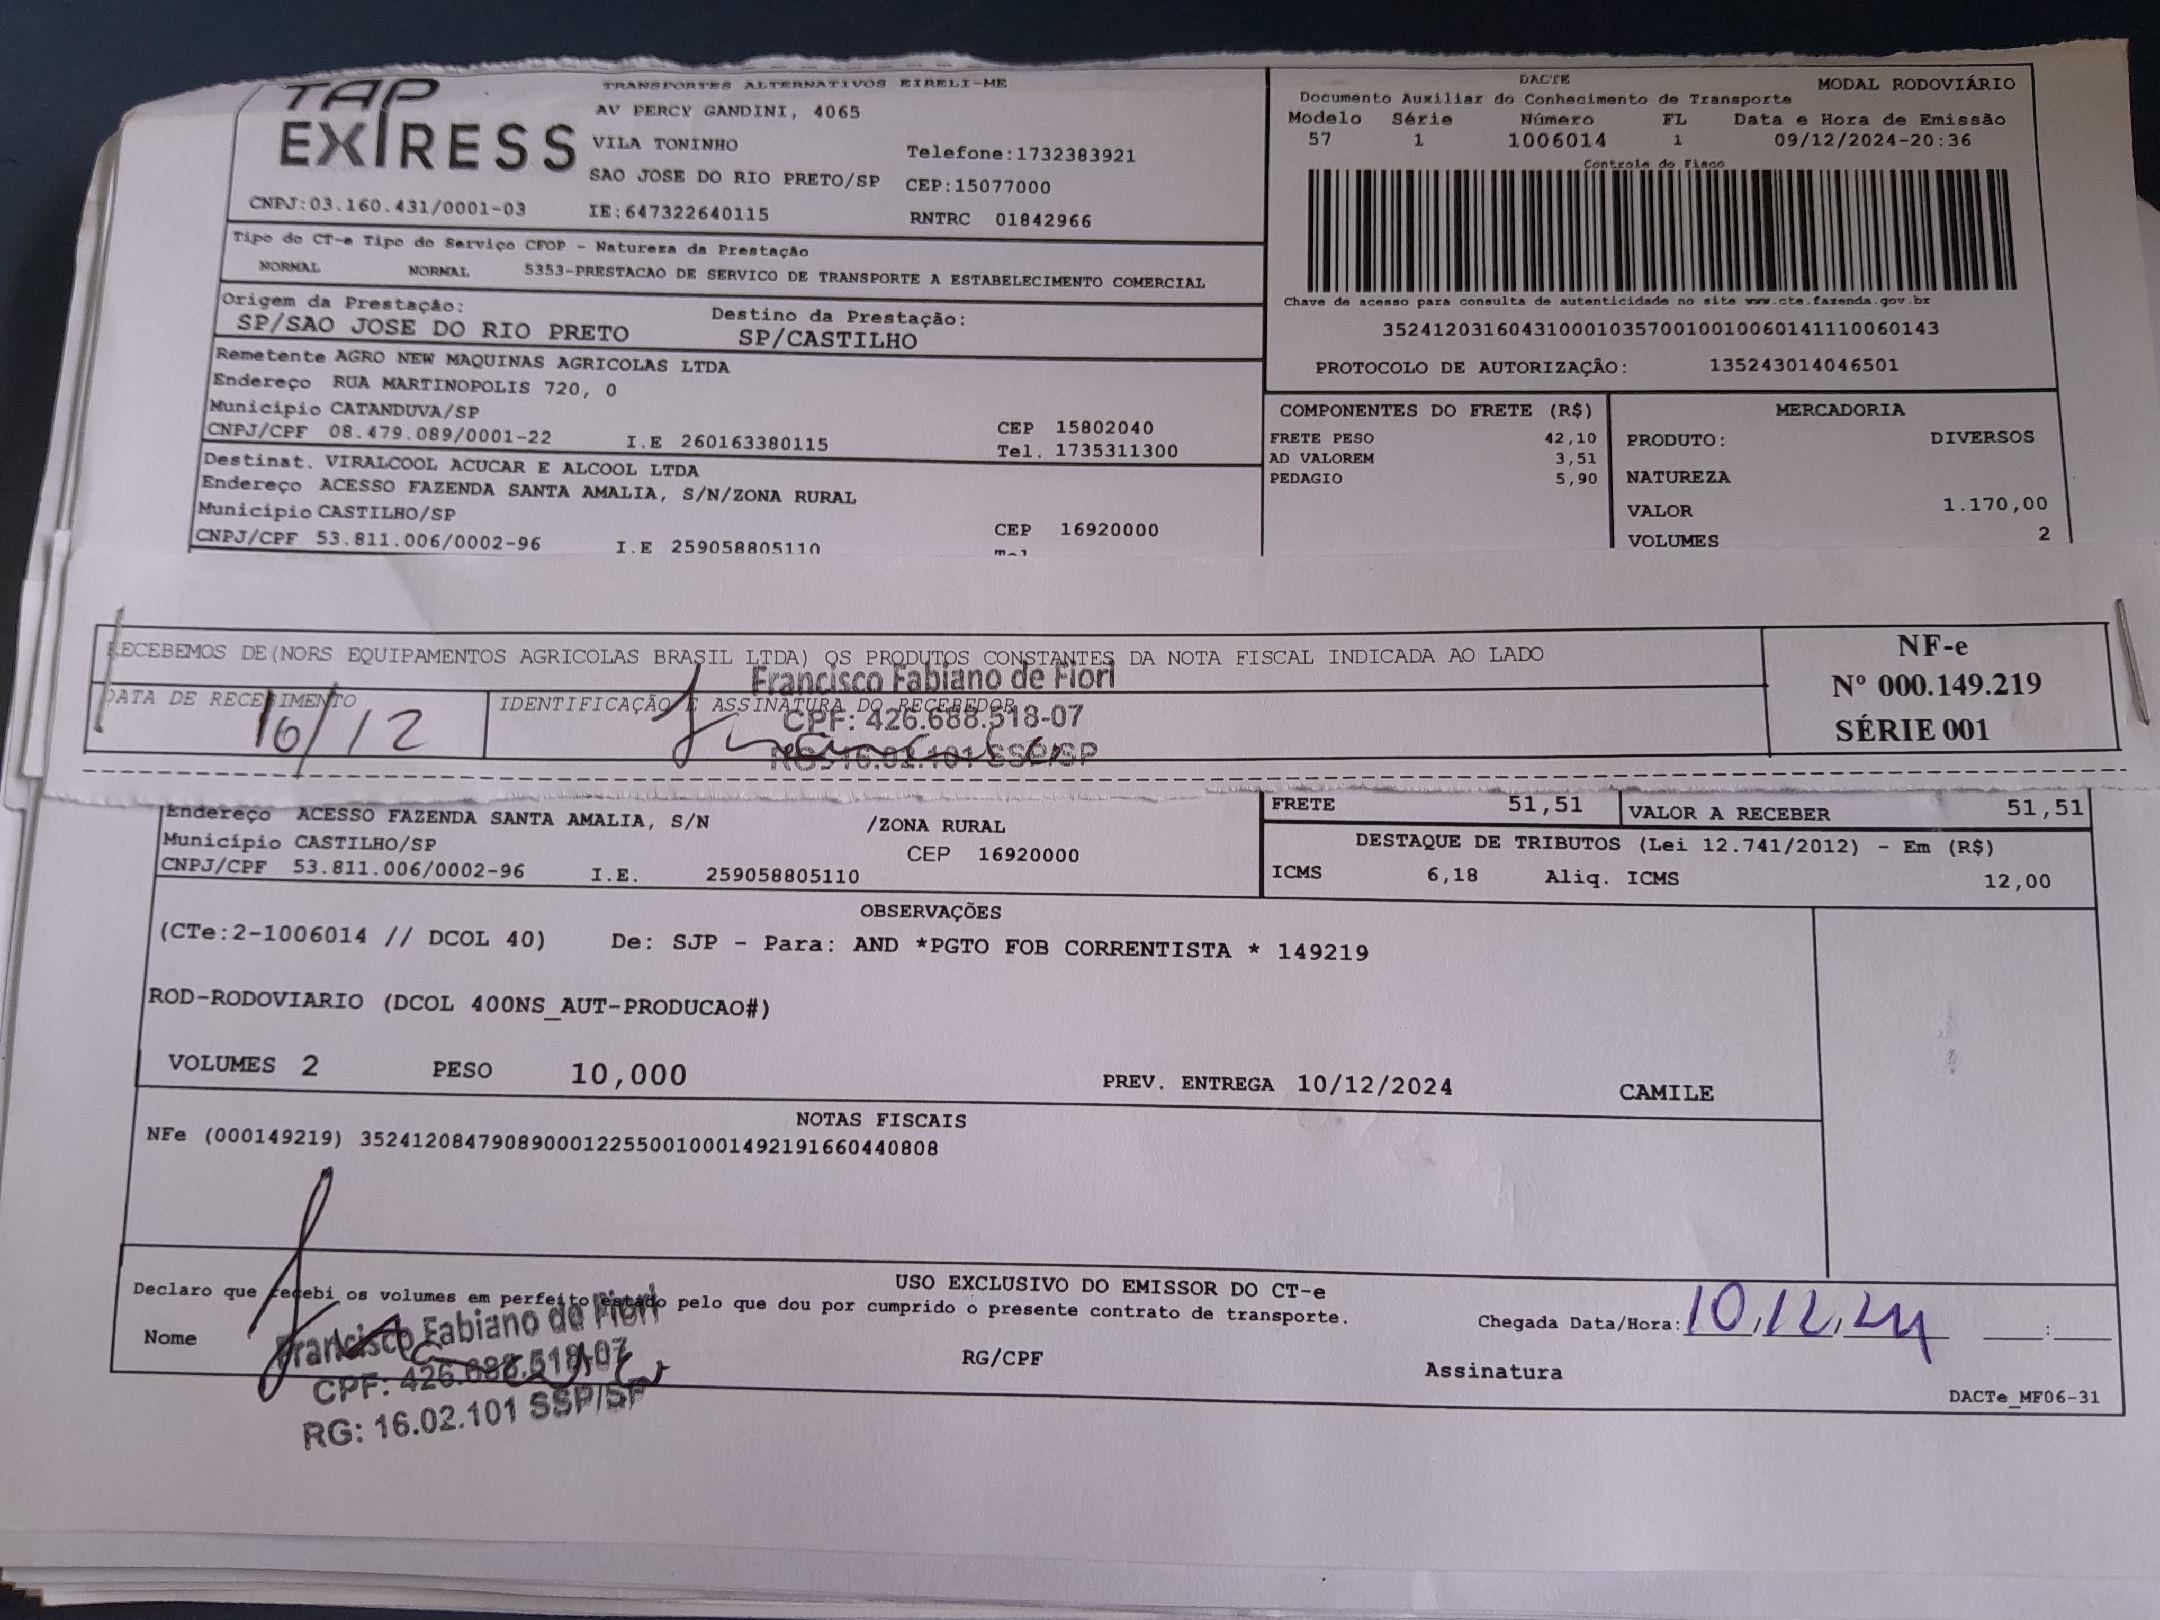 TAP
EXPRESS
TRANSPORTES ALTERNATIVOS EIRELI-ME
AV PERCY GANDINI, 4065
VILA TONINHO
Telefone:1732383921
SAO JOSE DO RIO PRETO/SP CEP:15077000
CNPJ:03.160.431/0001-03 IE:647322640115 RNTRC 01842966
Tipo do CT-e Tipo do Serviço CFOP - Natureza da Prestação
NORMAL NORMAL 5353-PRESTACAO DE SERVICO DE TRANSPORTE A ESTABELECIMENTO COMERCIAL
Origem da Prestação: Destino da Prestação:
SP/SAO JOSE DO RIO PRETO SP/CASTILHO
Remetente AGRO NEW MAQUINAS AGRICOLAS LTDA
Endereço RUA MARTINOPOLIS 720, 0
Município CATANDUVA/SP CEP 15802040
CNPJ/CPF 08.479.089/0001-22 I.E 260163380115 Tel. 1735311300
Destinat. VIRALCOOL ACUCAR E ALCOOL LTDA
Endereço ACESSO FAZENDA SANTA AMALIA, S/N/ZONA RURAL
Município CASTILHO/SP CEP 16920000
CNPJ/CPF 53.811.006/0002-96 I.E 259058805110
DACTE MODAL RODOVIÁRIO
Documento Auxiliar do Conhecimento de Transporte
Modelo Série Número FL Data e Hora de Emissão
57 1 1006014 1 09/12/2024-20:36
Controle do Fisco
Chave de acesso para consulta de autenticidade no site www.cte.fazenda.gov.br
35241203160431000103570010010060141110060143
PROTOCOLO DE AUTORIZAÇÂO: 135243014046501
COMPONENTES DO FRETE (R$) MERCADORIA
FRETE PESO 42,10 PRODUTO: DIVERSOS
AD VALOREM 3,51
PEDAGIO 5,90 NATUREZA
VALOR 1.170,00
VOLUMES 2
RECEBEMOS DE(NORS EQUIPAMENTOS AGRICOLAS BRASIL LTDA) OS PRODUTOS CONSTANTES DA NOTA FISCAL INDICADA AO LADO
DATA DE RECEBIMENTO IDENTIFICAÇÃO E ASSINATURA DO RECEBEDOR
10/12
Francisco Fabiano de Fiori
CPF: 426.688.518-07
RG: 16.02.101 SSP/SP
NF-e
Nº 000.149.219
SÉRIE 001
Endereço ACESSO FAZENDA SANTA AMALIA, S/N /ZONA RURAL
Município CASTILHO/SP CEP 16920000
CNPJ/CPF 53.811.006/0002-96 I.E. 259058805110
FRETE 51,51 VALOR A RECEBER 51,51
DESTAQUE DE TRIBUTOS (Lei 12.741/2012) - Em (R$)
ICMS 6,18 Aliq. ICMS 12,00
OBSERVAÇÕES
(CTe:2-1006014 // DCOL 40) De: SJP - Para: AND *PGTO FOB CORRENTISTA * 149219
ROD-RODOVIARIO (DCOL 400NS_AUT-PRODUCAO#)
VOLUMES 2 PESO 10,000 PREV. ENTREGA 10/12/2024 CAMILE
NOTAS FISCAIS
NFe (000149219) 35241208479089000122550010001492191660440808
USO EXCLUSIVO DO EMISSOR DO CT-e
Declaro que recebi os volumes em perfeito estado pelo que dou por cumprido o presente contrato de transporte.
Chegada Data/Hora: 10,12,24 :
Nome RG/CPF Assinatura
Francisco Fabiano de Fiori
CPF: 426.688.518-07
RG: 16.02.101 SSP/SP
DACTe_MF06-31